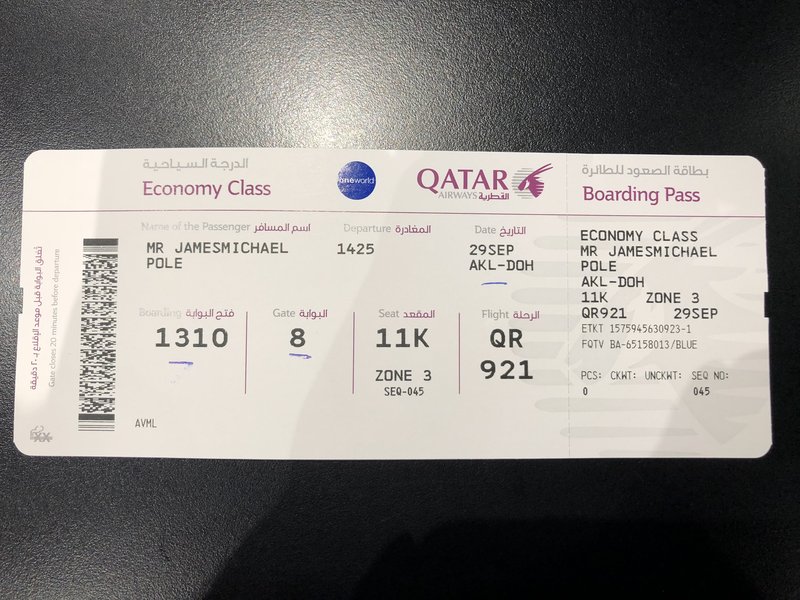 الدرجة السياحية
Economy Class
oneworld
QATAR
AIRWAYS القطرية
بطاقة الصعود للطائرة
Boarding Pass
Name of the Passenger اسم المسافر
Departure المغادرة
Date التاريخ
MR JAMESMICHAEL
POLE
1425
29SEP
AKL-DOH
Boarding فتح البوابة
Gate البوابة
Seat المقعد
Flight الرحلة
1310
8
11K
QR
921
ZONE 3
SEQ-045
AVML
تغلق البوابة قبل موعد الإقلاع بـ ٢٠ دقيقة
Gate closes 20 minutes before departure
ECONOMY CLASS
MR JAMESMICHAEL
POLE
AKL-DOH
11K ZONE 3
QR921 29SEP
ETKT 1575945630923-1
FQTV BA-65158013/BLUE
PCS: CKWT: UNCKWT: SEQ NO:
0 045